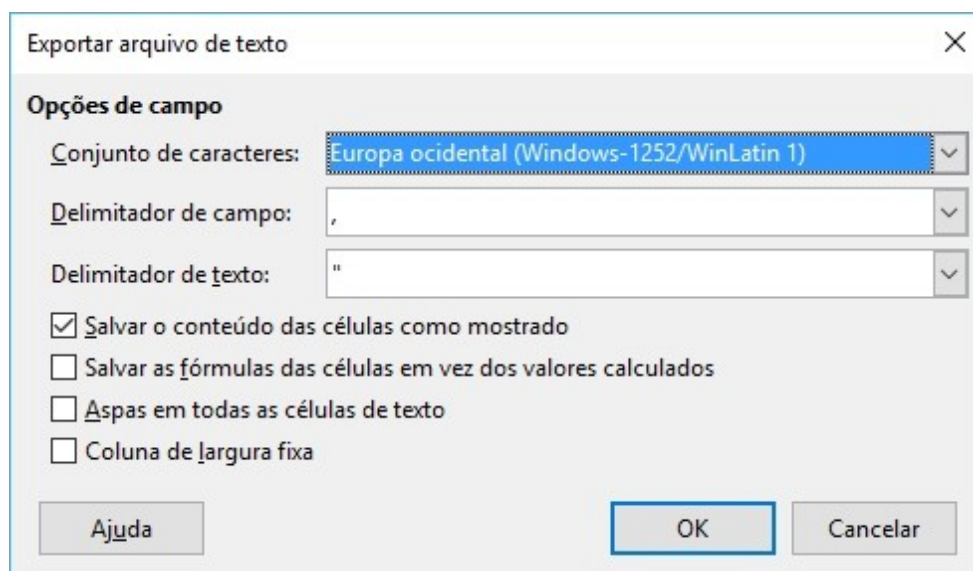 Exportar arquivo de texto
Opções de campo
Conjunto de caracteres: Europa ocidental (Windows-1252/WinLatin 1)
Delimitador de campo: ,
Delimitador de texto: "
Salvar o conteúdo das células como mostrado
Salvar as fórmulas das células em vez dos valores calculados
Aspas em todas as células de texto
Coluna de largura fixa
Ajuda OK Cancelar